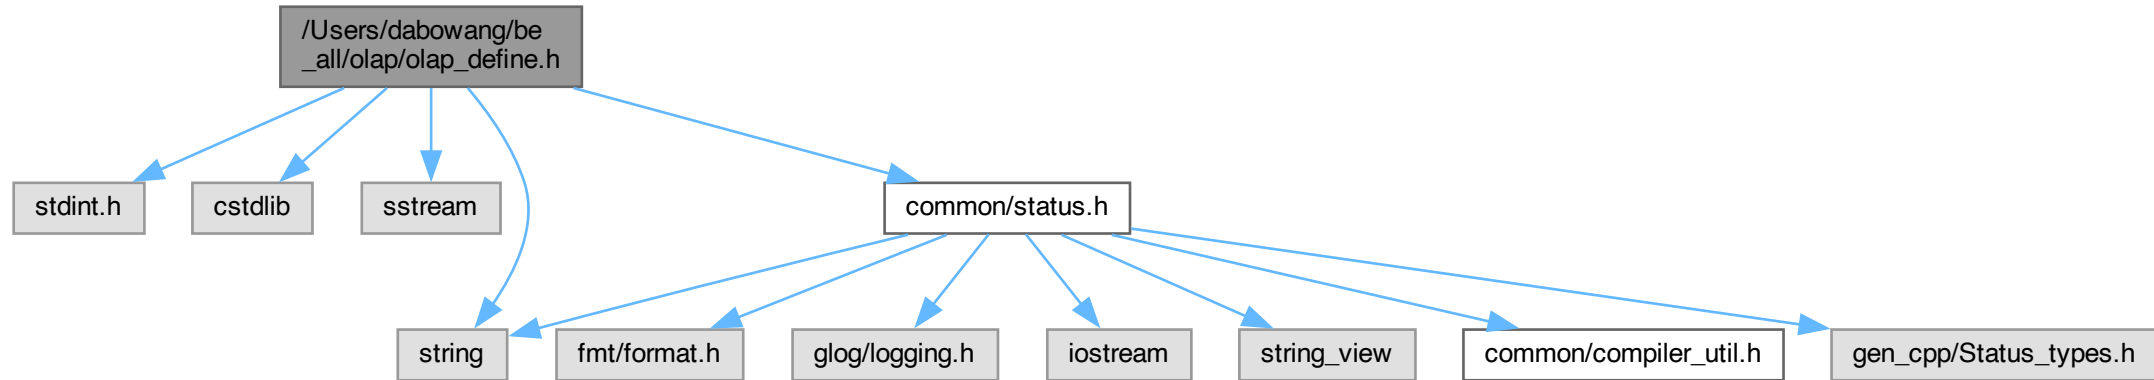 /Users/dabowang/be
_all/olap/olap_define.h
stdint.h
cstdlib
sstream
common/status.h
string
fmt/format.h
glog/logging.h
iostream
string_view
common/compiler_util.h
gen_cpp/Status_types.h